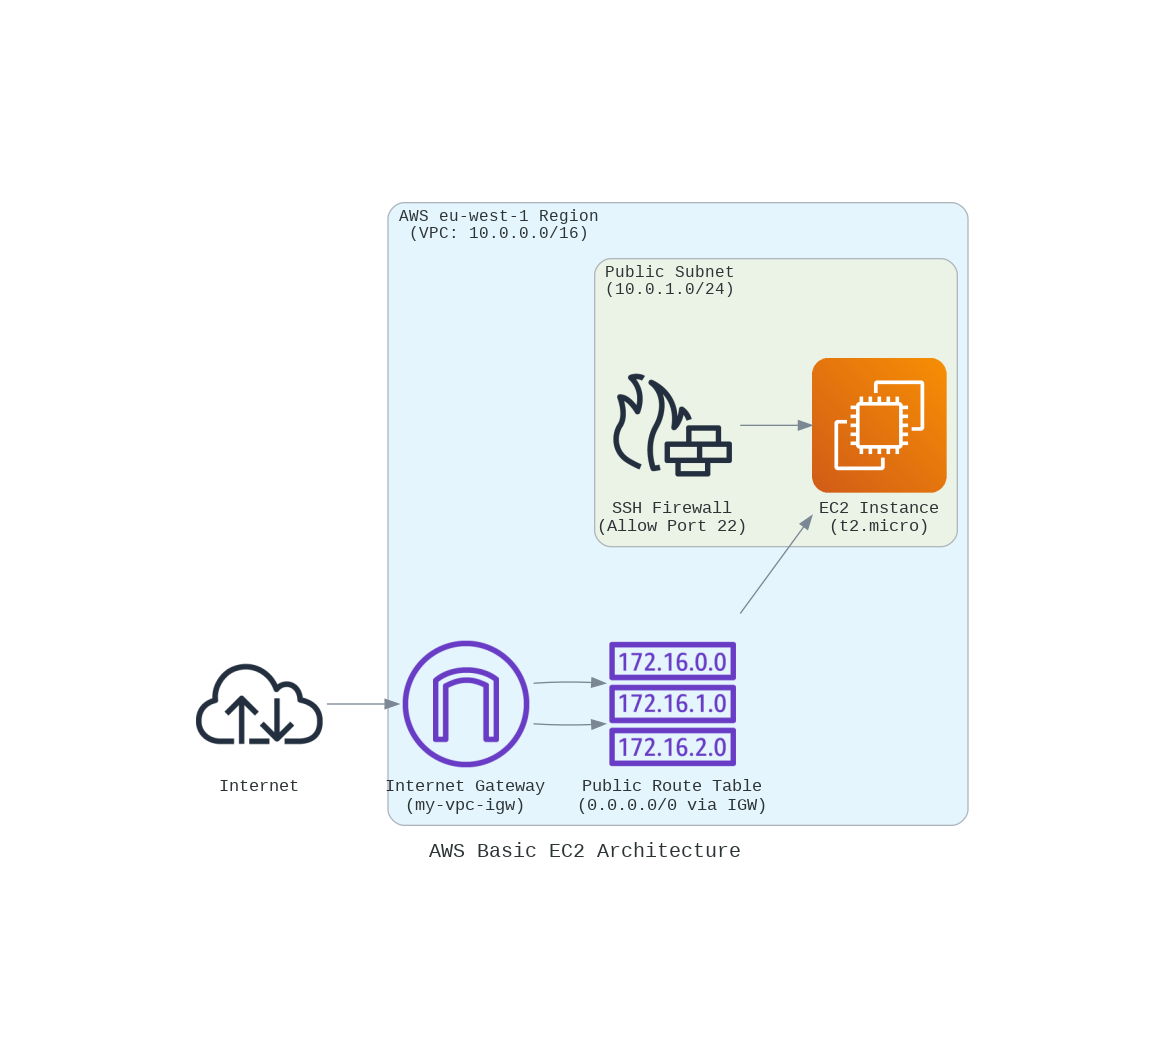 AWS eu-west-1 Region
(VPC: 10.0.0.0/16)
Public Subnet
(10.0.1.0/24)
SSH Firewall
(Allow Port 22)
EC2 Instance
(t2.micro)
172.16.0.0
172.16.1.0
172.16.2.0
Internet
Internet Gateway
(my-vpc-igw)
Public Route Table
(0.0.0.0/0 via IGW)
AWS Basic EC2 Architecture